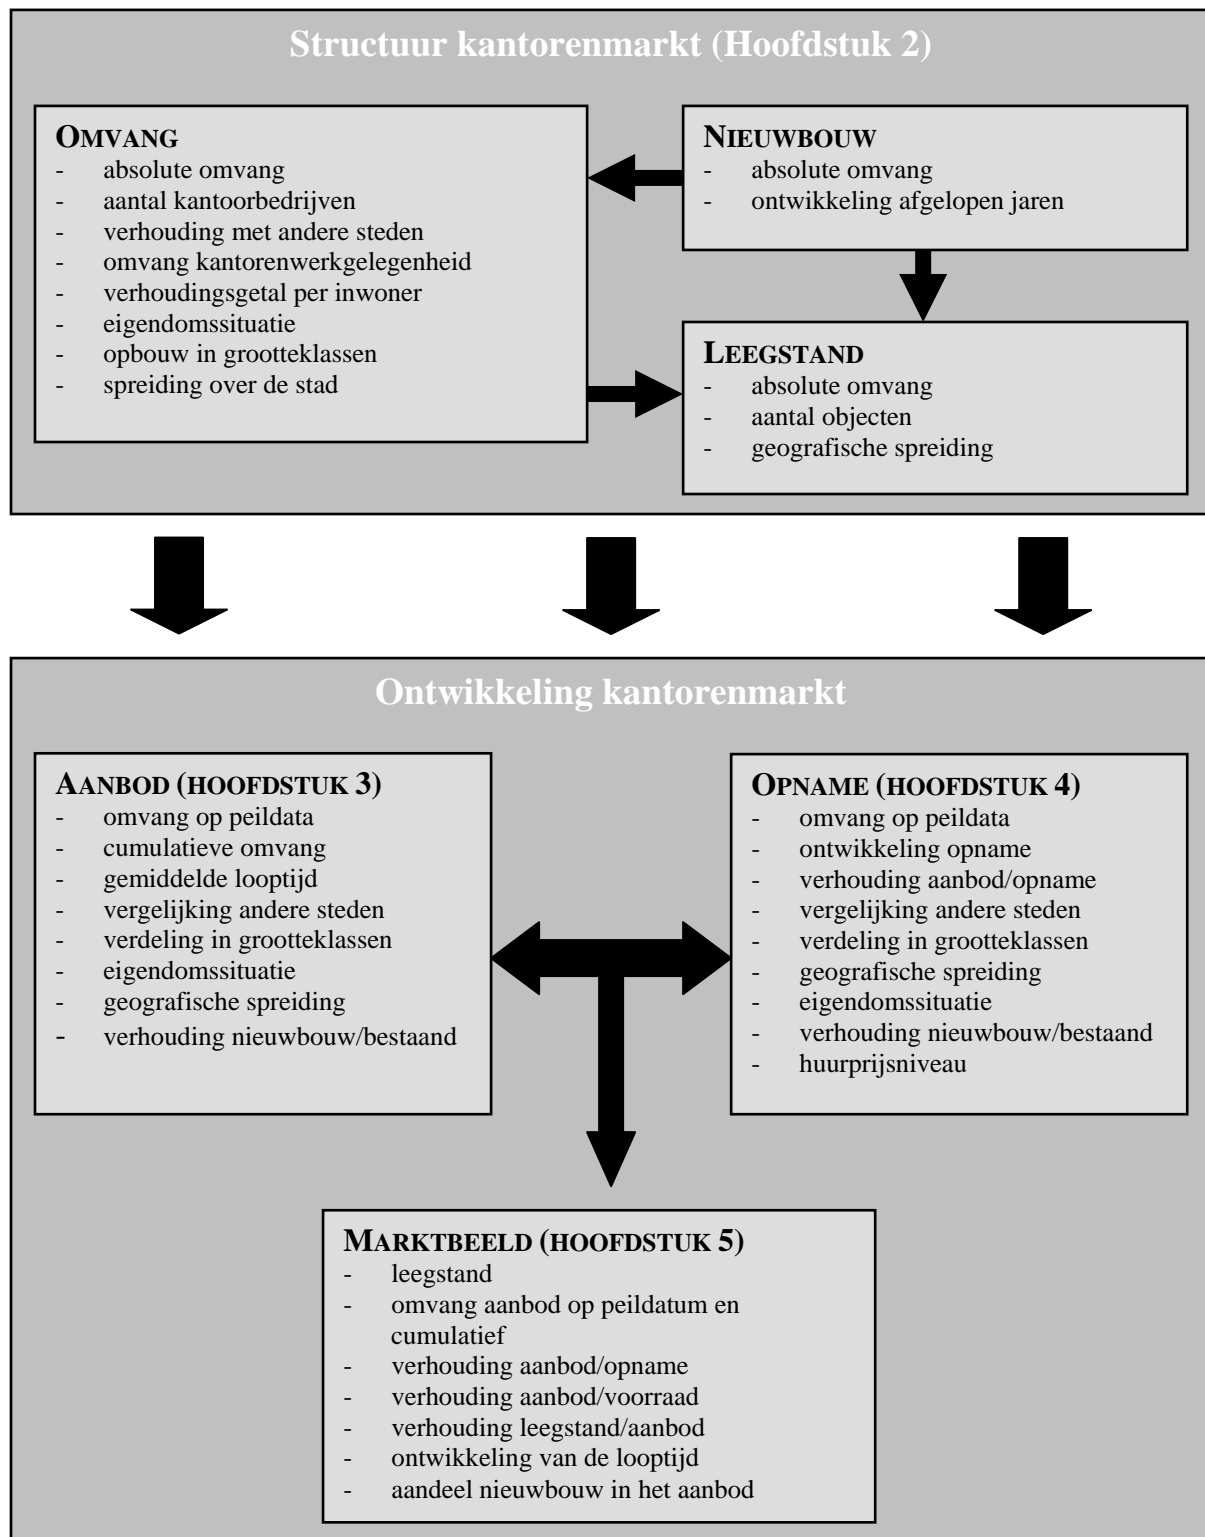 Structuur kantorenmarkt (Hoofdstuk 2)
OMVANG
- absolute omvang
- aantal kantoorbedrijven
- verhouding met andere steden
- omvang kantorenwerkgelegenheid
- verhoudingsgetal per inwoner
- eigendomssituatie
- opbouw in grootteklassen
- spreiding over de stad
NIEUWBOUW
- absolute omvang
- ontwikkeling afgelopen jaren
LEEGSTAND
- absolute omvang
- aantal objecten
- geografische spreiding
Ontwikkeling kantorenmarkt
AANBOD (HOOFDSTUK 3)
- omvang op peildata
- cumulatieve omvang
- gemiddelde looptijd
- vergelijking andere steden
- verdeling in grootteklassen
- eigendomssituatie
- geografische spreiding
- verhouding nieuwbouw/bestaand
OPNAME (HOOFDSTUK 4)
- omvang op peildata
- ontwikkeling opname
- verhouding aanbod/opname
- vergelijking andere steden
- verdeling in grootteklassen
- geografische spreiding
- eigendomssituatie
- verhouding nieuwbouw/bestaand
- huurprijsniveau
MARKTBEELD (HOOFDSTUK 5)
- leegstand
- omvang aanbod op peildatum en
cumulatief
- verhouding aanbod/opname
- verhouding aanbod/voorraad
- verhouding leegstand/aanbod
- ontwikkeling van de looptijd
- aandeel nieuwbouw in het aanbod